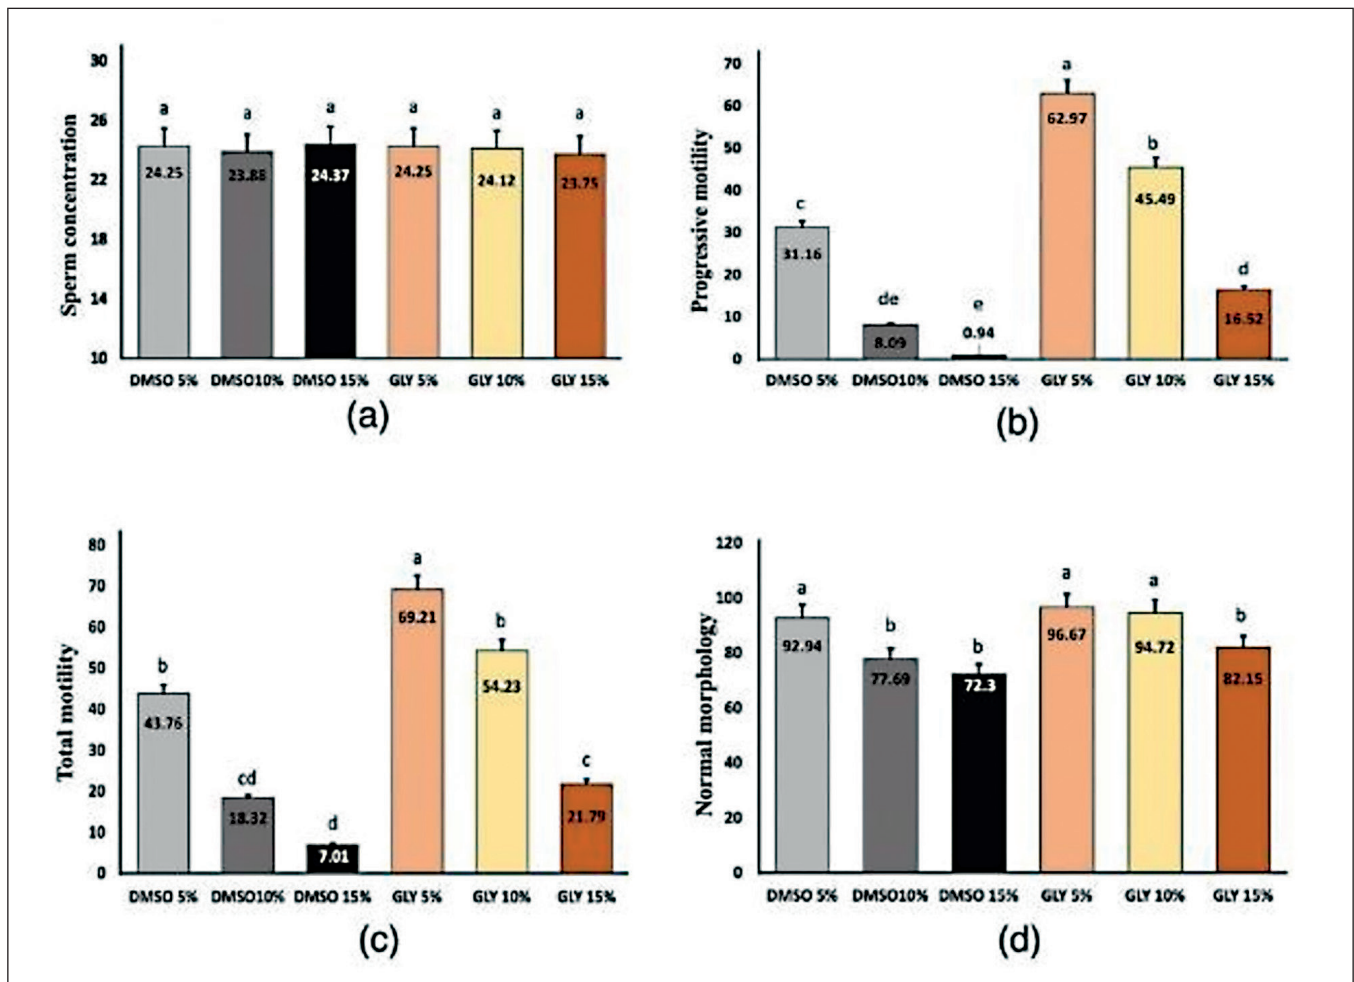 30
26
22
18
14
10
Sperm concentration
a a a a a a
24.25 23.88 24.37 24.25 24.12 23.75
DMSO 5% DMSO10% DMSO 15% GLY 5% GLY 10% GLY 15%
(a)
70
60
50
40
30
20
10
0
Progressive motility
c de e a b d
31.16 8.09 0.94 62.97 45.49 16.52
DMSO 5% DMSO10% DMSO 15% GLY 5% GLY 10% GLY 15%
(b)
80
70
60
50
40
30
20
10
0
Total motility
b cd d a b c
43.76 18.32 7.01 69.21 54.23 21.79
DMSO 5% DMSO10% DMSO 15% GLY 5% GLY 10% GLY 15%
(c)
120
100
80
60
40
20
0
Normal morphology
a b b a a b
92.94 77.69 72.3 96.67 94.72 82.15
DMSO 5% DMSO10% DMSO 15% GLY 5% GLY 10% GLY 15%
(d)